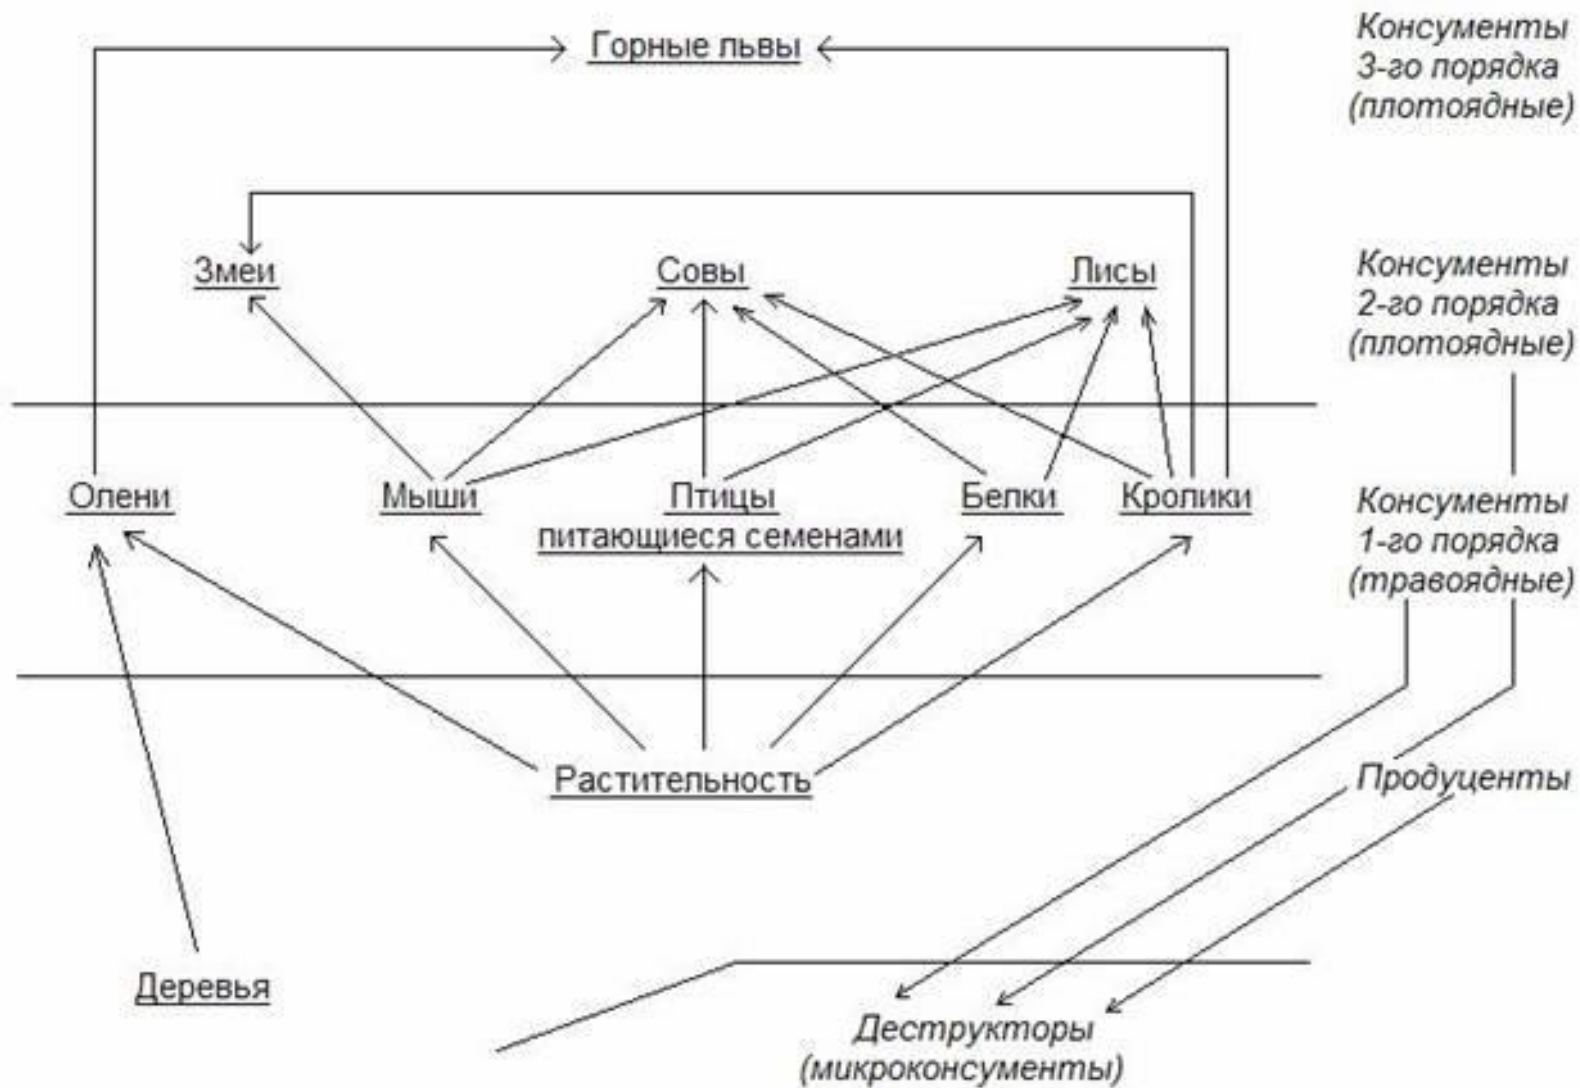 Горные львы
Консументы
3-го порядка
(плотоядные)
Змеи
Совы
Лисы
Консументы
2-го порядка
(плотоядные)
Олени
Мыши
Птицы
питающиеся семенами
Белки
Кролики
Консументы
1-го порядка
(травоядные)
Растительность
Продуценты
Деревья
Деструкторы
(микроконсументы)